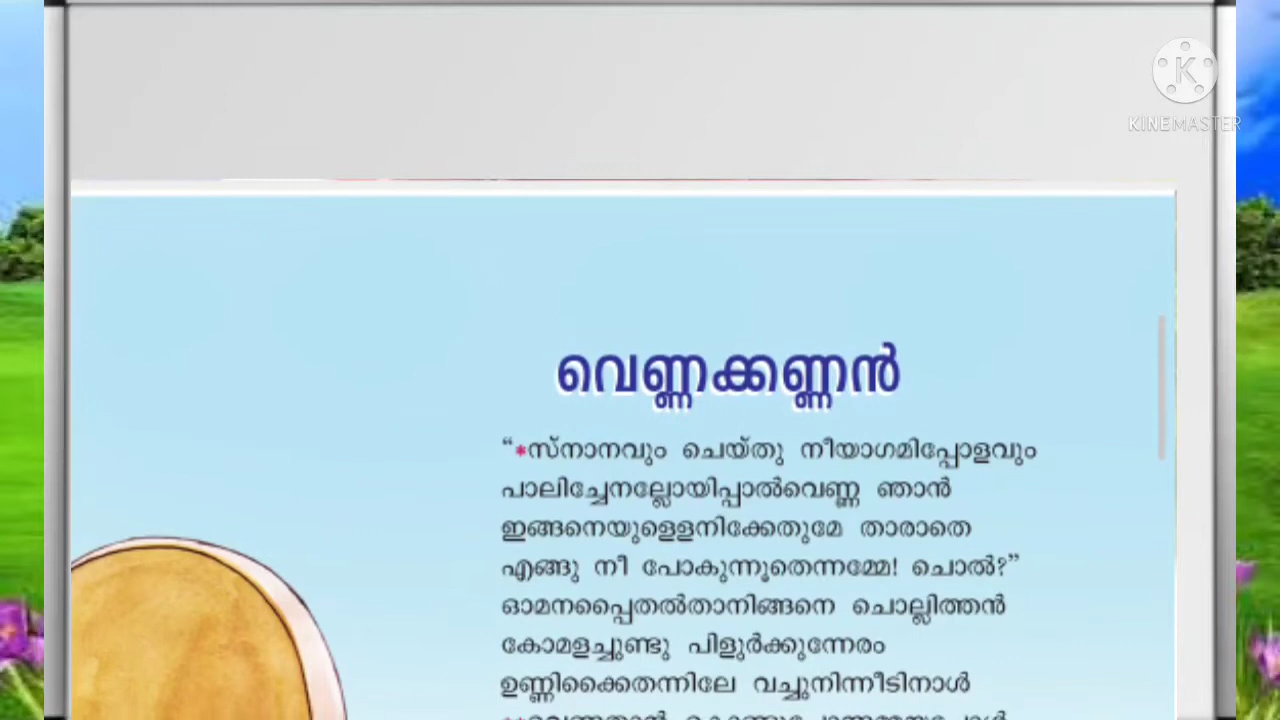 KINEMASTER
വെണ്ണക്കണ്ണൻ
“*സ്നാനവും ചെയ്തു നീയാഗമിപ്പോളവും
പാലിച്ചേനല്ലോയിപ്പാൽവെണ്ണ ഞാൻ
ഇങ്ങനെയുള്ളെനിക്കേതുമേ താരാതെ
എങ്ങു നീ പോകുന്നൂതെന്നമ്മേ! ചൊൽ?”
ഓമനപ്പൈതൽതാനിങ്ങനെ ചൊല്ലിത്തൻ
കോമളച്ചുണ്ടു പിളുർക്കുന്നേരം
ഉണ്ണിക്കൈതന്നിലേ വച്ചുനിന്നീടിനാൾ